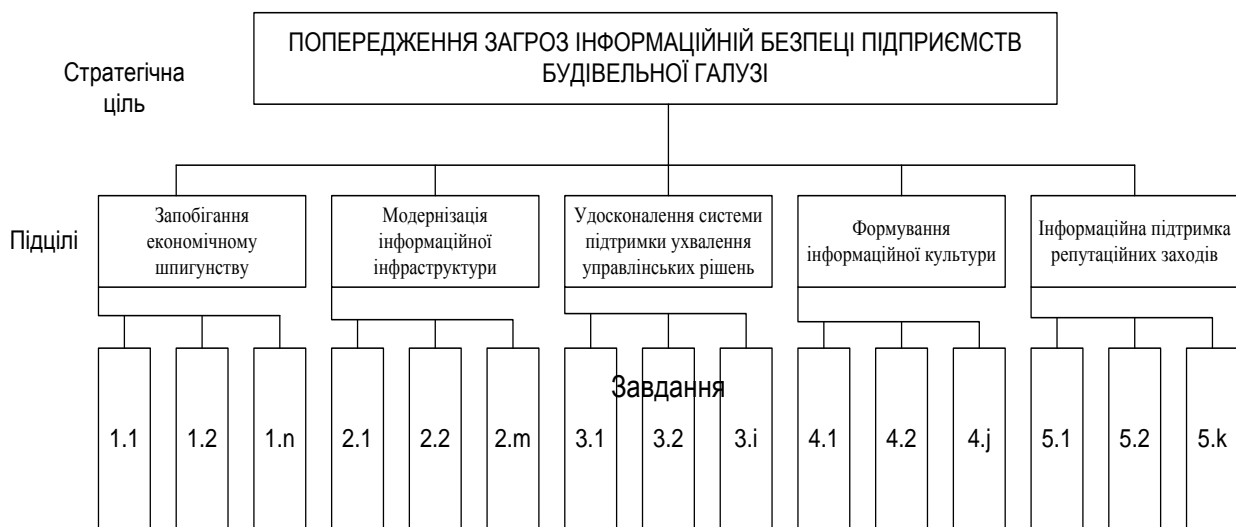 ПОПЕРЕДЖЕННЯ ЗАГРОЗ ІНФОРМАЦІЙНІЙ БЕЗПЕЦІ ПІДПРИЄМСТВ
БУДІВЕЛЬНОЇ ГАЛУЗІ
Стратегічна
ціль
Підцілі
Запобігання
економічному
шпигунству
Модернізація
інформаційної
інфраструктури
Удосконалення системи
підтримки ухвалення
управлінських рішень
Формування
інформаційної культури
Інформаційна підтримка
репутаційних заходів
Завдання
1.1
1.2
1.n
2.1
2.2
2.m
3.1
3.2
3.i
4.1
4.2
4.j
5.1
5.2
5.k